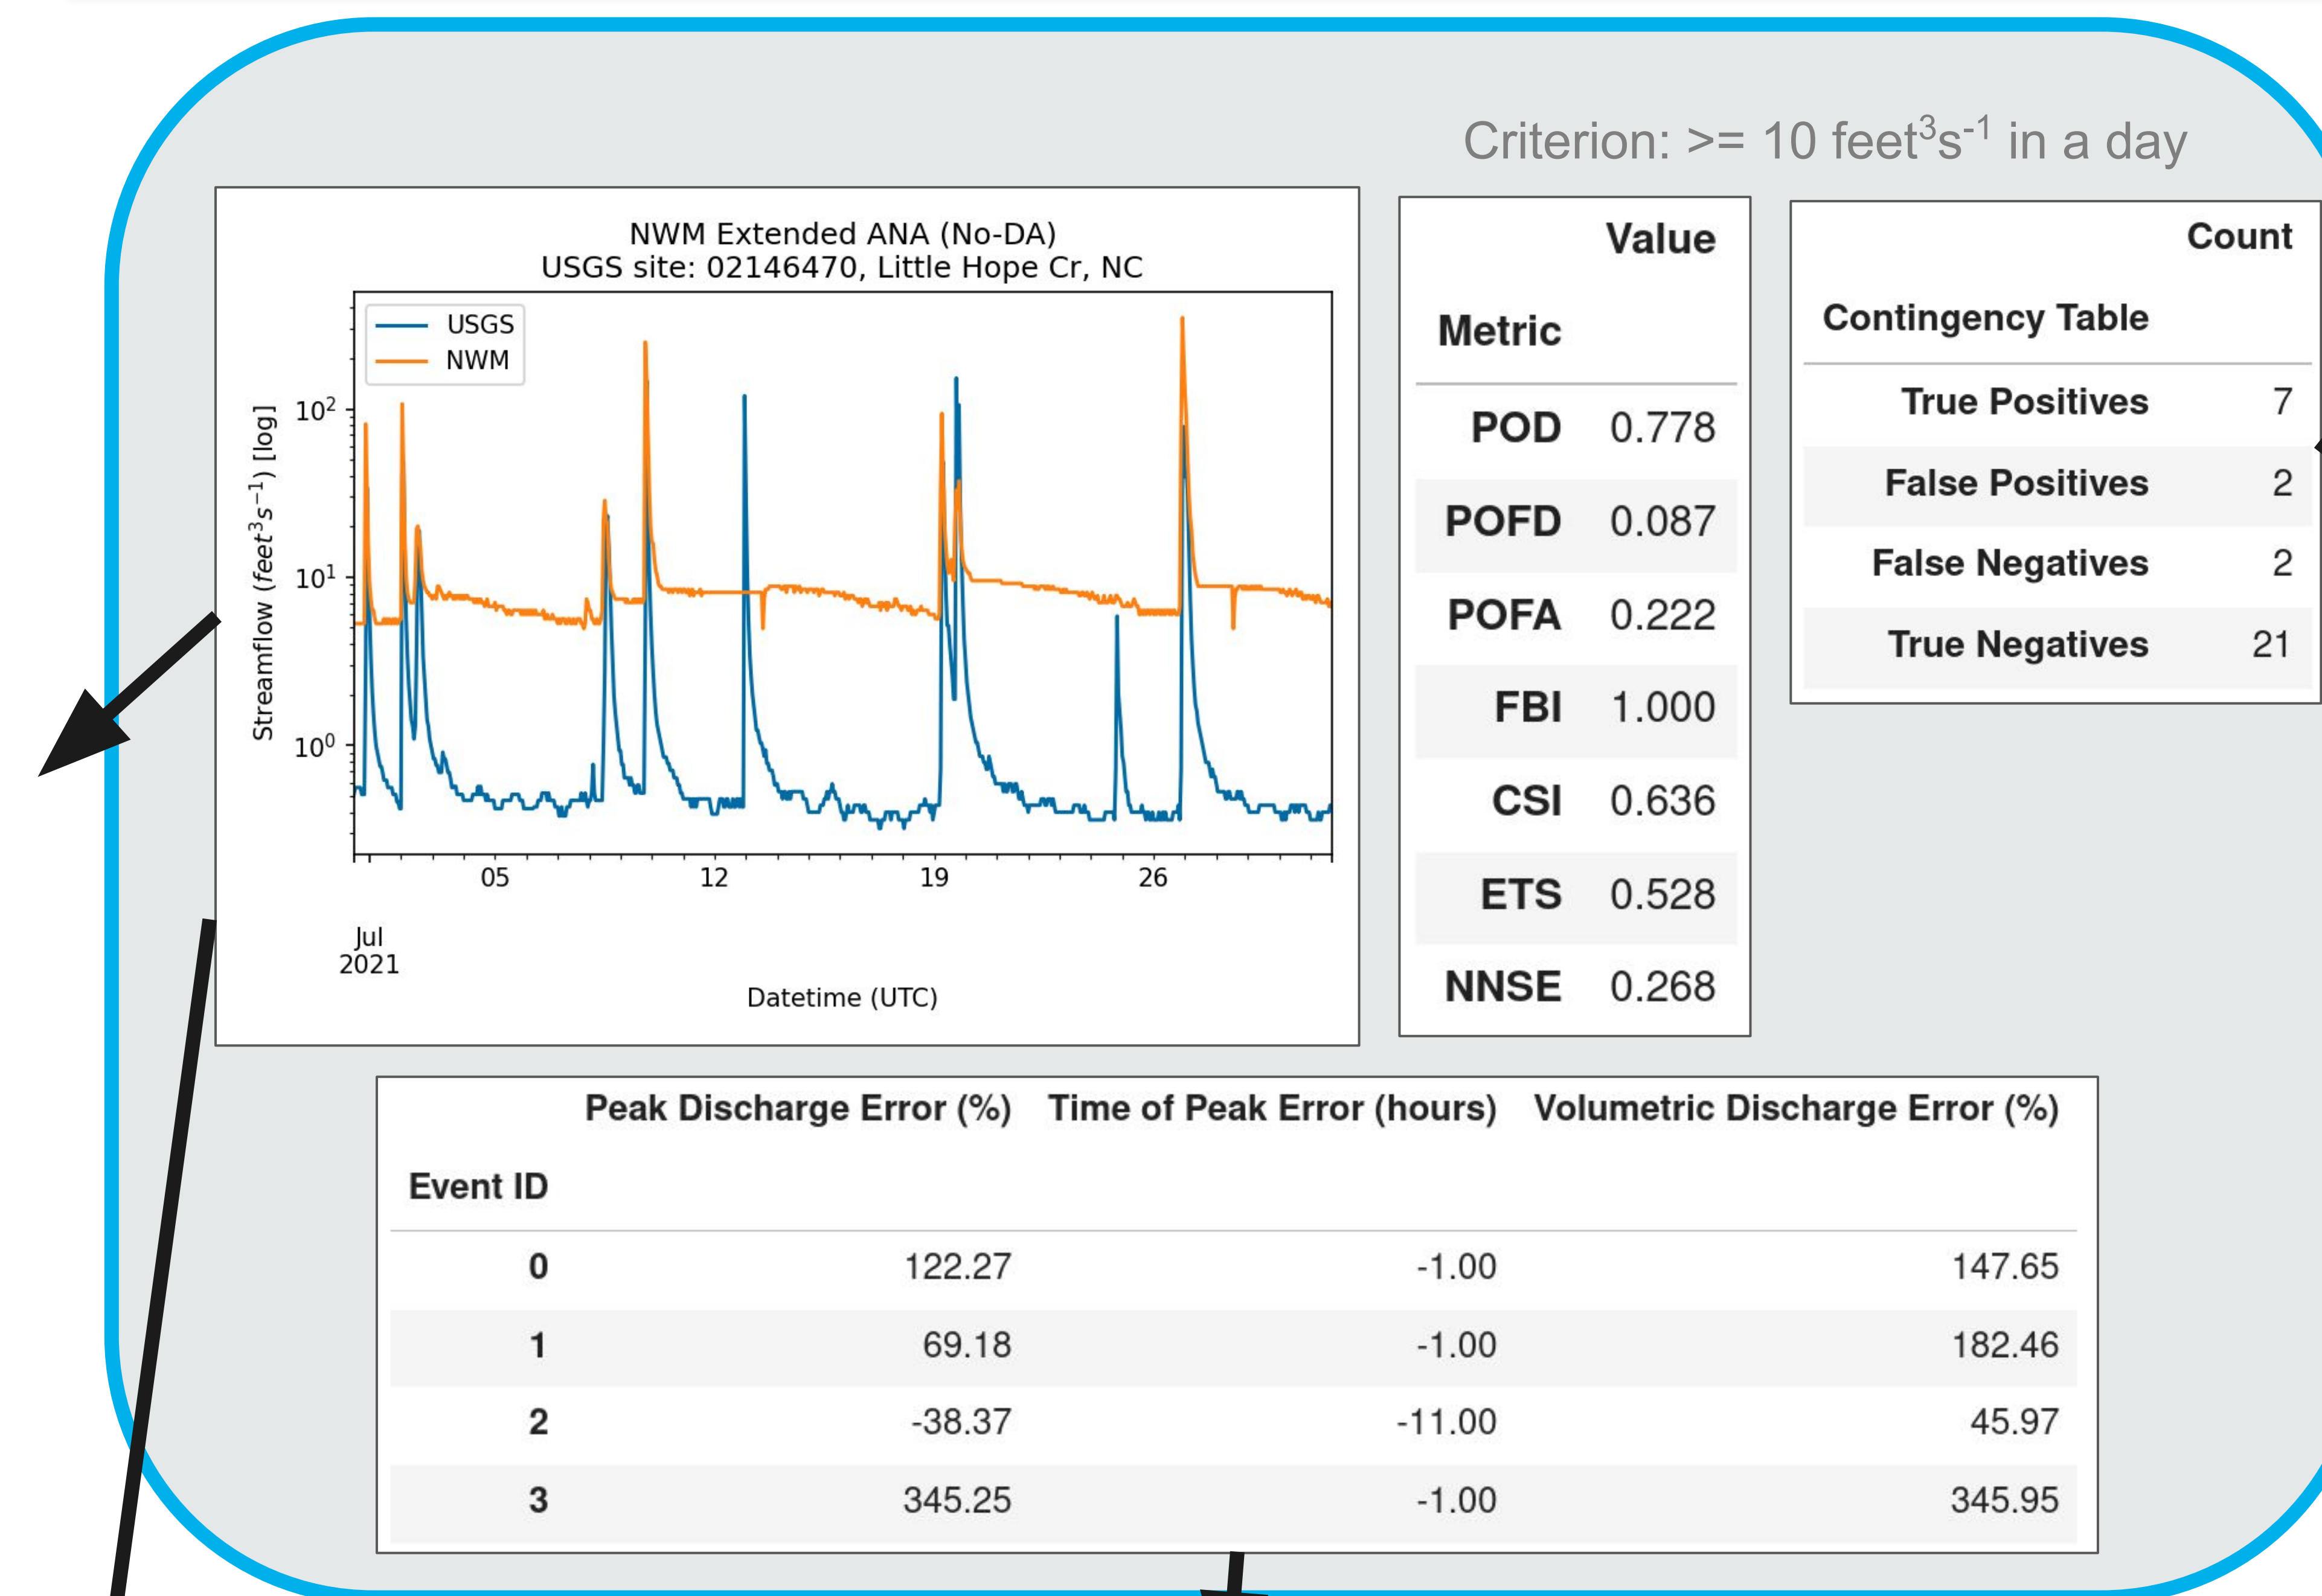 Criterion: >= 10 feet³s⁻¹ in a day
NWM Extended ANA (No-DA)
USGS site: 02146470, Little Hope Cr, NC
USGS
NWM
Streamflow (feet³s⁻¹) [log]
10²
10¹
10⁰
05 12 19 26
Jul
2021
Datetime (UTC)
Value
Metric
POD 0.778
POFD 0.087
POFA 0.222
FBI 1.000
CSI 0.636
ETS 0.528
NNSE 0.268
Count
Contingency Table
True Positives 7
False Positives 2
False Negatives 2
True Negatives 21
Peak Discharge Error (%) Time of Peak Error (hours) Volumetric Discharge Error (%)
Event ID
0 122.27 -1.00 147.65
1 69.18 -1.00 182.46
2 -38.37 -11.00 45.97
3 345.25 -1.00 345.95